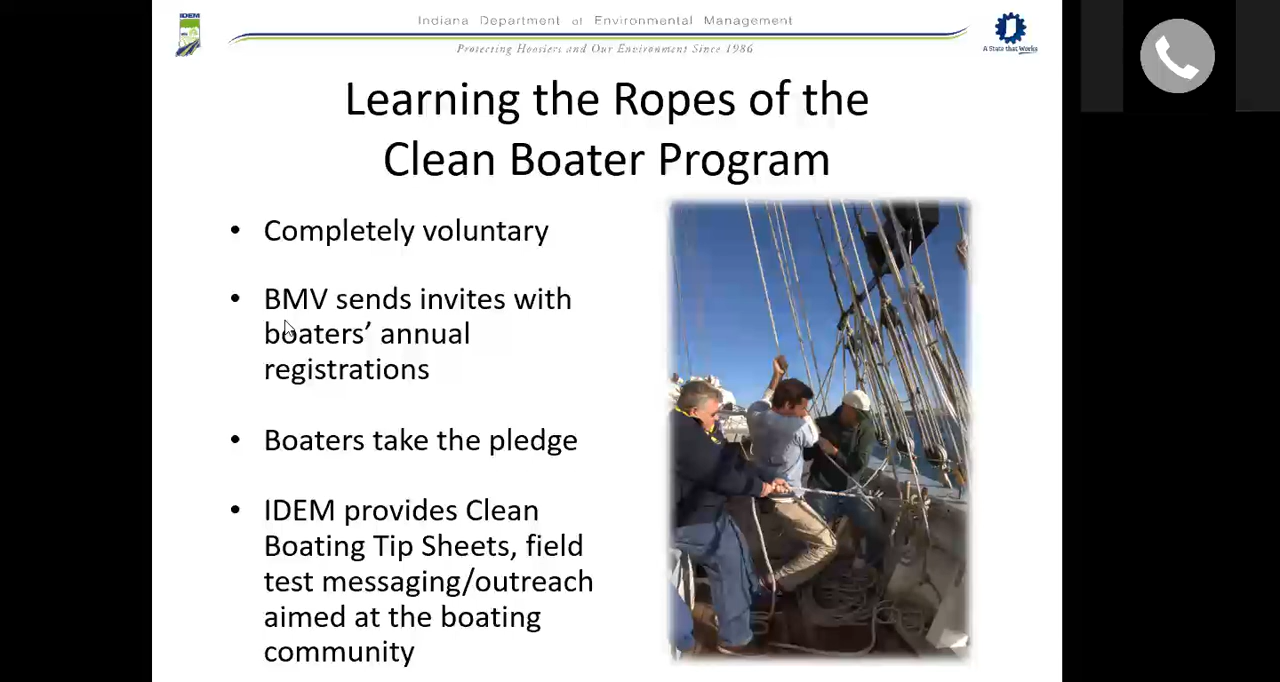 IDEM
Indiana Department of Environmental Management
Protecting Hoosiers and Our Environment Since 1986
A State that Works
Learning the Ropes of the
Clean Boater Program
• Completely voluntary
• BMV sends invites with
boaters’ annual
registrations
• Boaters take the pledge
• IDEM provides Clean
Boating Tip Sheets, field
test messaging/outreach
aimed at the boating
community